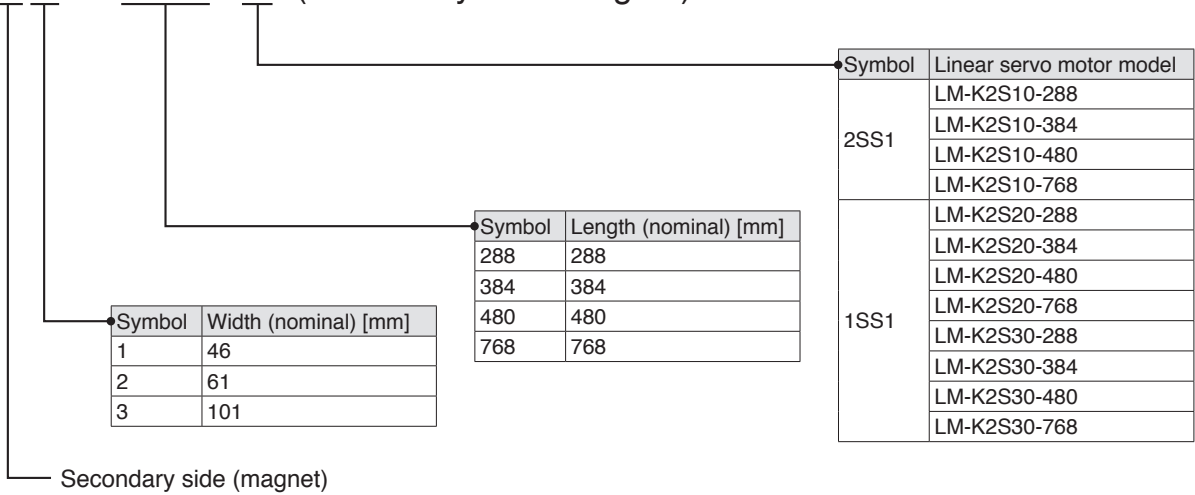 Symbol Linear servo motor model
2SS1
LM-K2S10-288
LM-K2S10-384
LM-K2S10-480
LM-K2S10-768
1SS1
LM-K2S20-288
LM-K2S20-384
LM-K2S20-480
LM-K2S20-768
LM-K2S30-288
LM-K2S30-384
LM-K2S30-480
LM-K2S30-768
Symbol Length (nominal) [mm]
288 288
384 384
480 480
768 768
Symbol Width (nominal) [mm]
1 46
2 61
3 101
Secondary side (magnet)